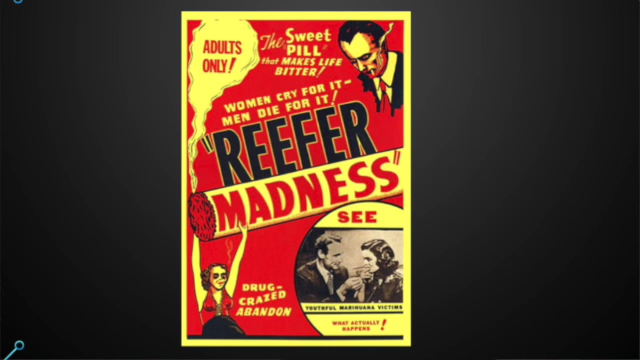 ADULTS
ONLY!
The Sweet
"PILL"
that MAKES LIFE
BITTER!
WOMEN CRY FOR IT-
MEN DIE FOR IT!
"REEFER
MADNESS"
SEE
DRUG-
CRAZED
ABANDON
YOUTHFUL MARIHUANA VICTIMS
WHAT ACTUALLY
HAPPENS!